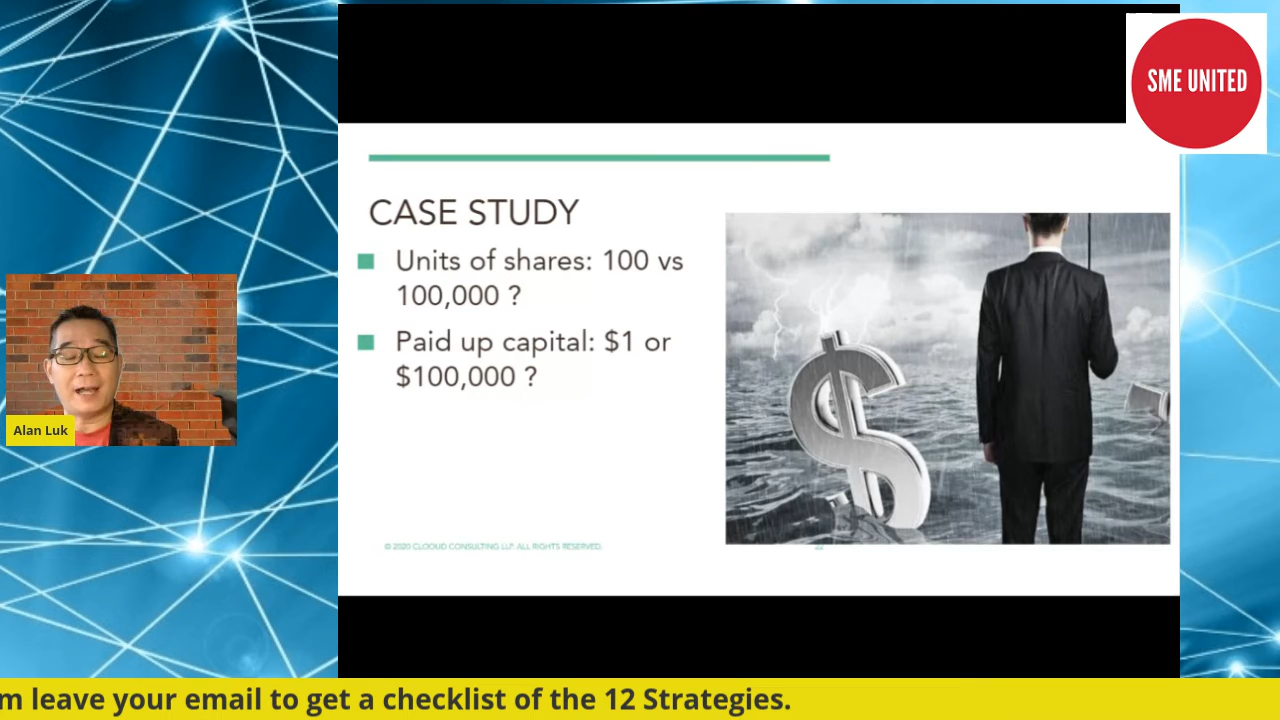 SME UNITED
CASE STUDY
Units of shares: 100 vs
100,000 ?
Paid up capital: $1 or
$100,000 ?
Alan Luk
© 2020 CLOOUD CONSULTING LLP. ALL RIGHTS RESERVED.
m leave your email to get a checklist of the 12 Strategies.